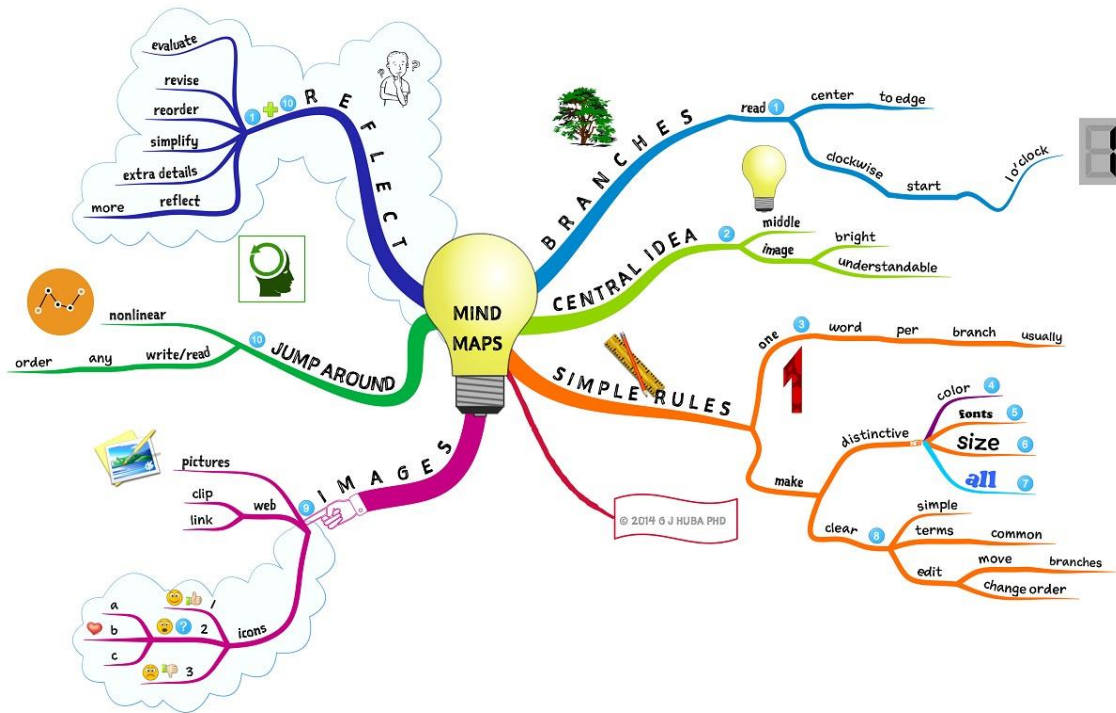 MIND
MAPS
BRANCHES
read 1
center
to edge
clockwise
start
1 o'clock
CENTRAL IDEA
2
middle
image
bright
understandable
SIMPLE RULES
one
3
word
per
branch
usually
1
make
distinctive
color 4
fonts 5
size 6
all 7
clear
8
simple
terms
common
edit
move
branches
change order
© 2014 G J HUBA PHD
IMAGES
9
pictures
web
clip
link
icons
1
2
?
a
b
c
3
JUMP AROUND
10
nonlinear
write/read
any
order
REFLECT
1
10
? ?
evaluate
revise
reorder
simplify
extra details
reflect
more